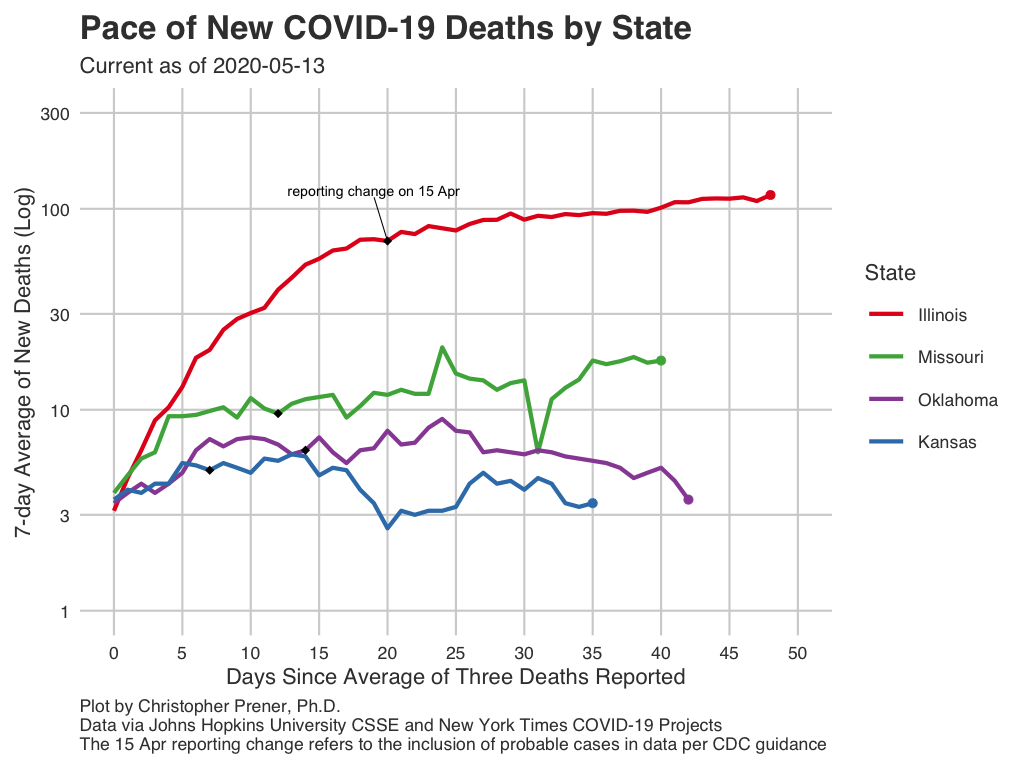 Pace of New COVID-19 Deaths by State
Current as of 2020-05-13
7-day Average of New Deaths (Log)
300
100
30
10
3
1
reporting change on 15 Apr
0 5 10 15 20 25 30 35 40 45 50
Days Since Average of Three Deaths Reported
State
Illinois
Missouri
Oklahoma
Kansas
Plot by Christopher Prener, Ph.D.
Data via Johns Hopkins University CSSE and New York Times COVID-19 Projects
The 15 Apr reporting change refers to the inclusion of probable cases in data per CDC guidance